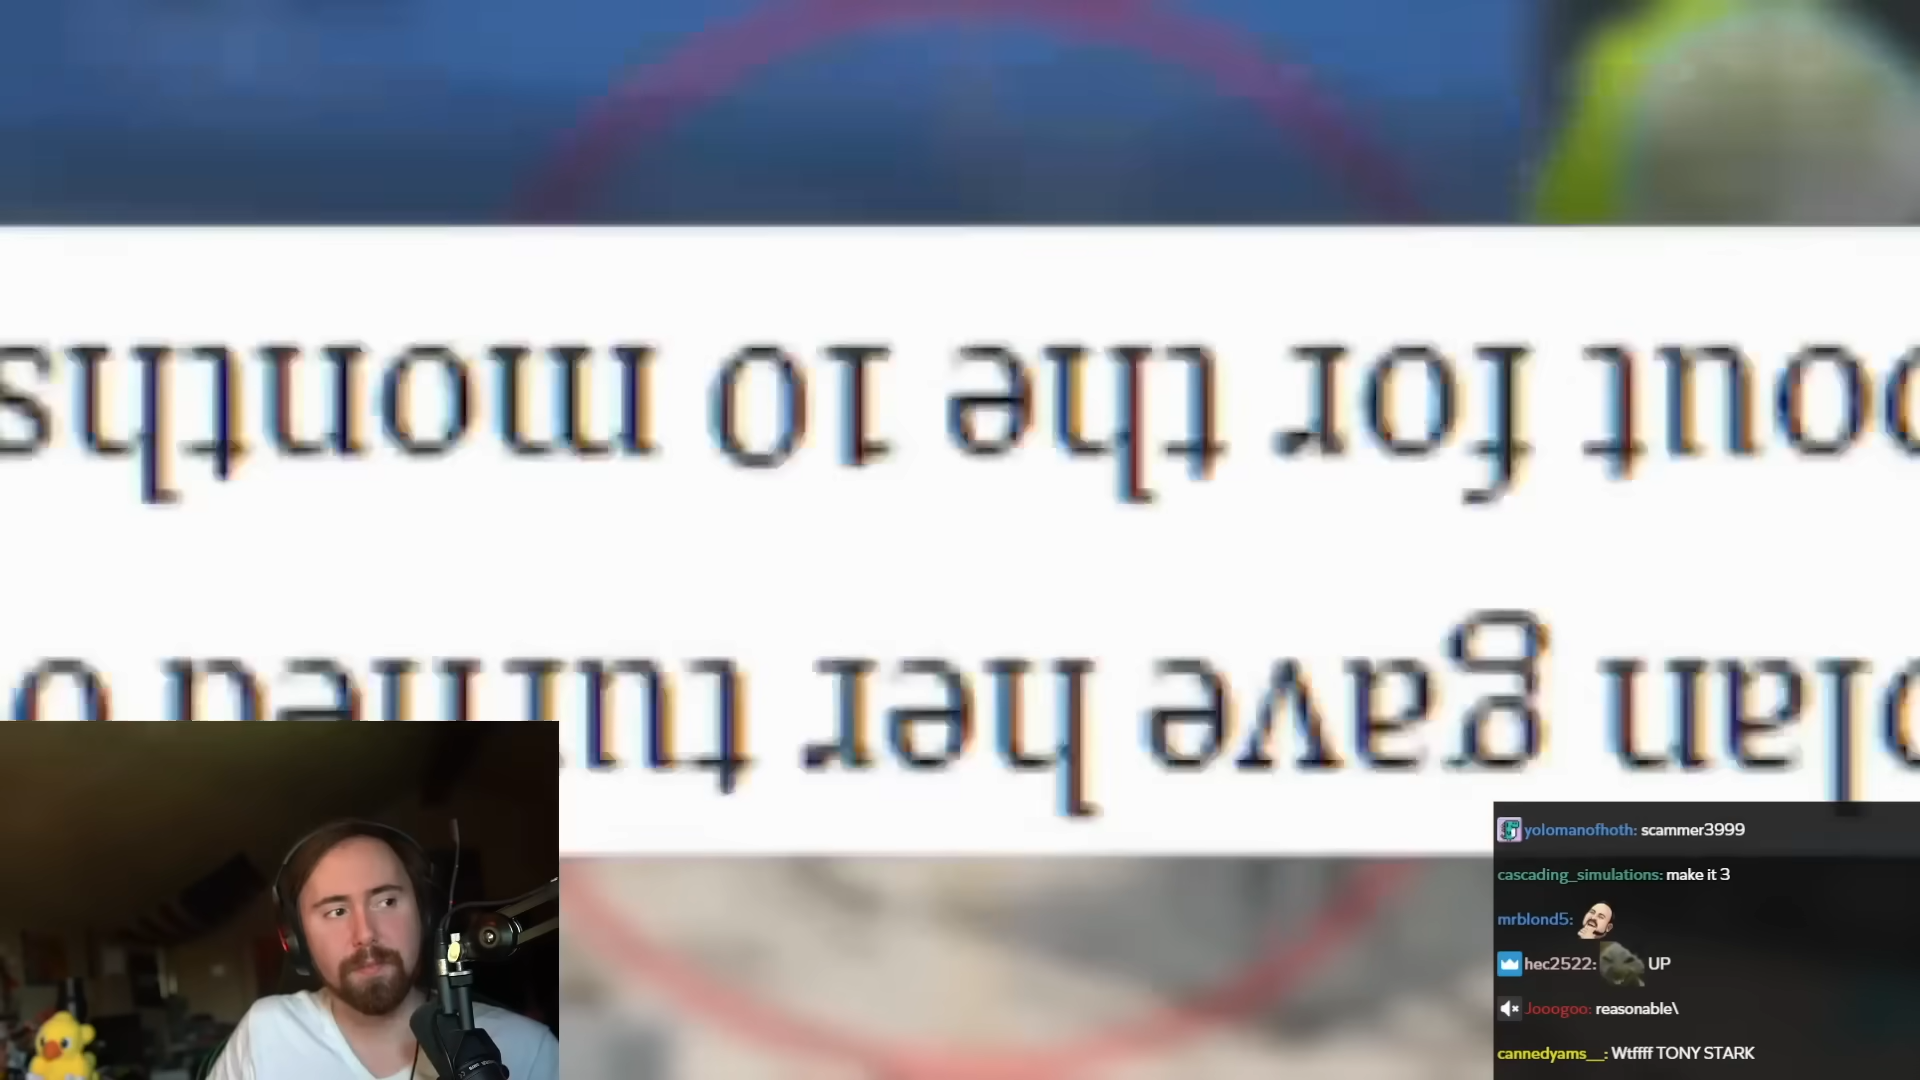 plan gave her turned o
out for the 10 months
yolomanofhoth: scammer3999
cascading_simulations: make it 3
mrblond5:
hec2522: UP
Jooogoo: reasonable\
cannedyams__: Wtffff TONY STARK